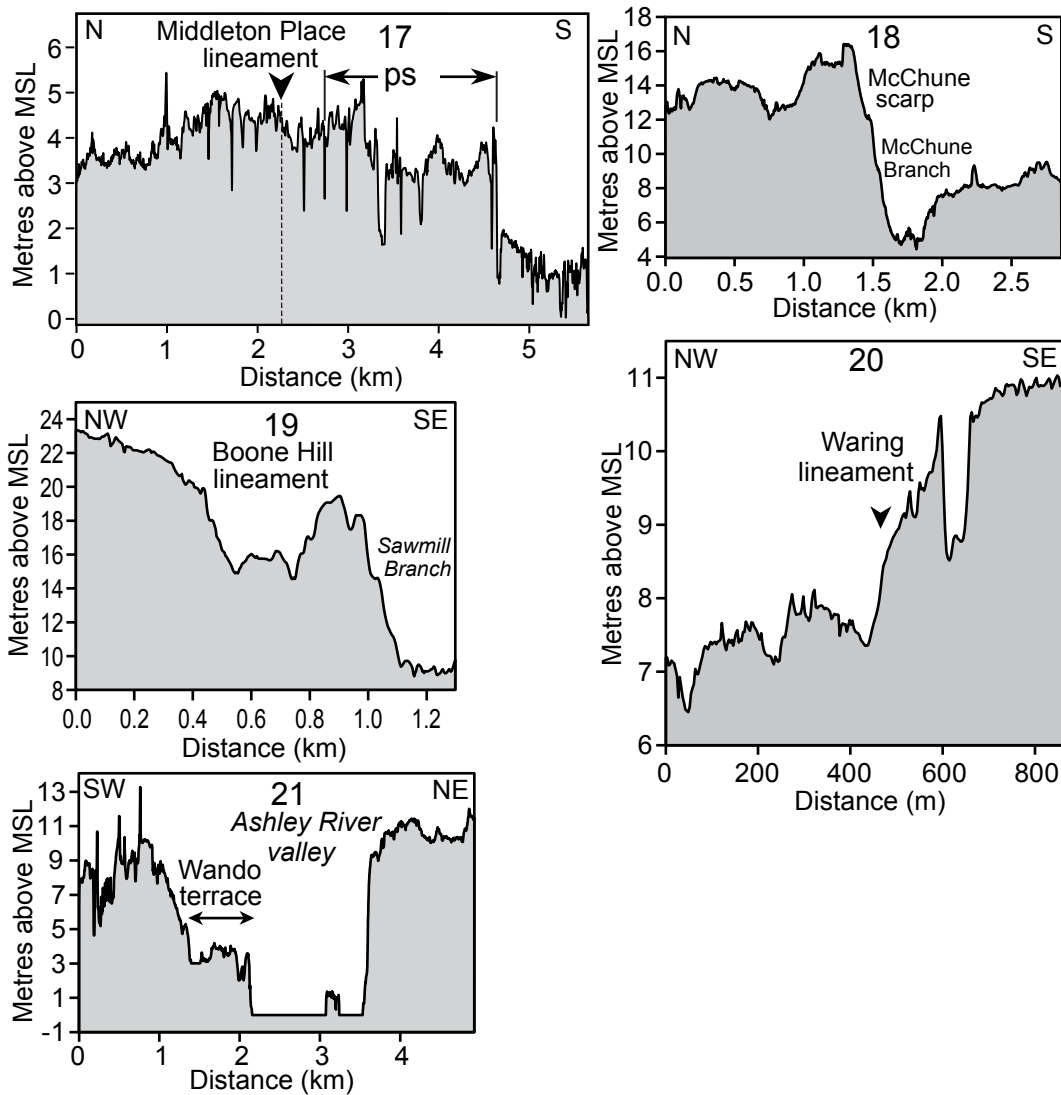 N
Middleton Place
lineament
17
S
ps
6
5
4
3
2
1
0
Metres above MSL
0 1 2 3 4 5
Distance (km)
N
18
S
McChune
scarp
McChune
Branch
18
16
14
12
10
8
6
4
Metres above MSL
0.0 0.5 1.0 1.5 2.0 2.5
Distance (km)
NW
19
SE
Boone Hill
lineament
Sawmill
Branch
24
22
20
18
16
14
12
10
8
Metres above MSL
0.0 0.2 0.4 0.6 0.8 1.0 1.2
Distance (km)
NW
20
SE
Waring
lineament
11
10
9
8
7
6
Metres above MSL
0 200 400 600 800
Distance (m)
SW
21
NE
Ashley River
valley
Wando
terrace
13
11
9
7
5
3
1
-1
Metres above MSL
0 1 2 3 4
Distance (km)